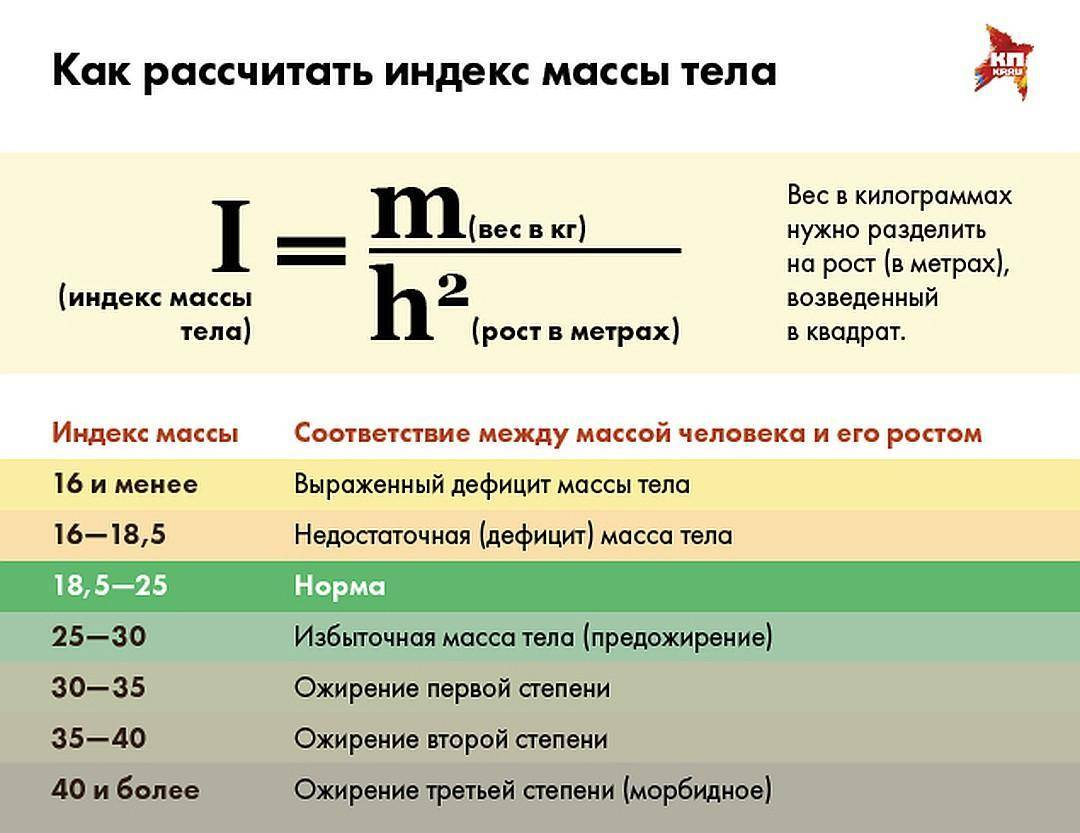 Как рассчитать индекс массы тела
КП
KP.RU
I = m (вес в кг)
h² (рост в метрах)
(индекс массы
тела)
Вес в килограммах
нужно разделить
на рост (в метрах),
возведенный
в квадрат.
Индекс массы Соответствие между массой человека и его ростом
16 и менее Выраженный дефицит массы тела
16—18,5 Недостаточная (дефицит) масса тела
18,5—25 Норма
25—30 Избыточная масса тела (предожирение)
30—35 Ожирение первой степени
35—40 Ожирение второй степени
40 и более Ожирение третьей степени (морбидное)